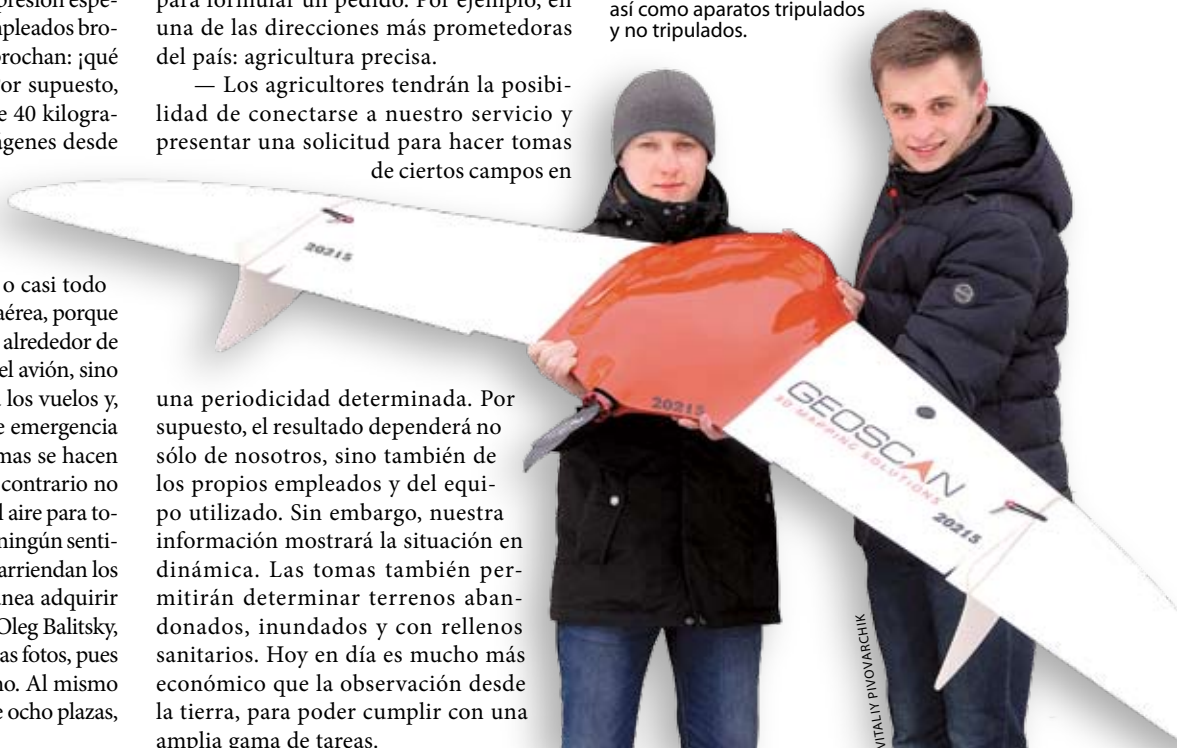 presión espe-
pleados bro-
rochan: ¡qué
or supuesto,
e 40 kilogra-
ágenes desde
o casi todo
aérea, porque
alrededor de
el avión, sino
los vuelos y,
e emergencia
mas se hacen
contrario no
l aire para to-
ningún senti-
arriendan los
nea adquirir
Oleg Balitsky,
as fotos, pues
no. Al mismo
e ocho plazas,
para formular un pedido. Por ejemplo, en
una de las direcciones más prometedoras
del país: agricultura precisa.
— Los agricultores tendrán la posibi-
lidad de conectarse a nuestro servicio y
presentar una solicitud para hacer tomas
de ciertos campos en
una periodicidad determinada. Por
supuesto, el resultado dependerá no
sólo de nosotros, sino también de
los propios empleados y del equi-
po utilizado. Sin embargo, nuestra
información mostrará la situación en
dinámica. Las tomas también per-
mitirán determinar terrenos aban-
donados, inundados y con rellenos
sanitarios. Hoy en día es mucho más
económico que la observación desde
la tierra, para poder cumplir con una
amplia gama de tareas.
así como aparatos tripulados
y no tripulados.
20215
20215
GEOSCAN
3D MAPPING SOLUTIONS
20215
VITALIY PIVOVARCHIK